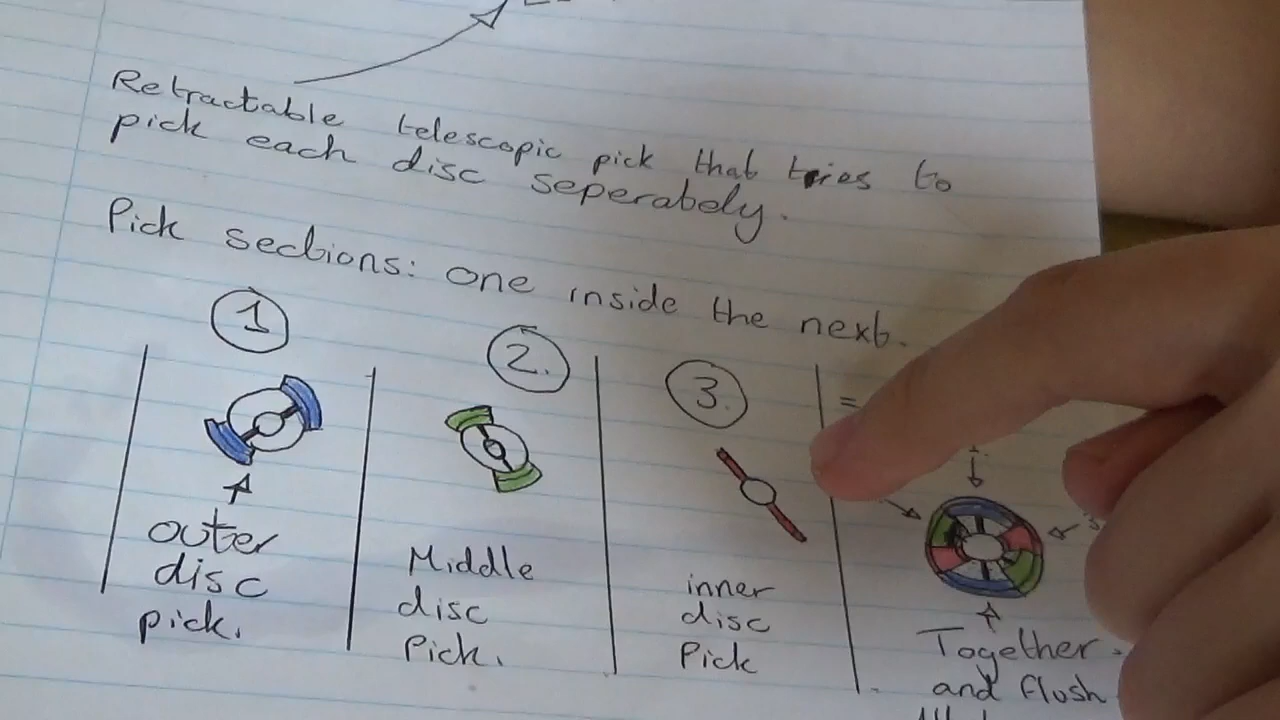 Retractable telescopic pick that tries to
pick each disc seperately.
Pick sections: one inside the next.
1
2.
3.
=
outer
disc
pick.
Middle
disc
Pick.
inner
disc
Pick
Together
and flush